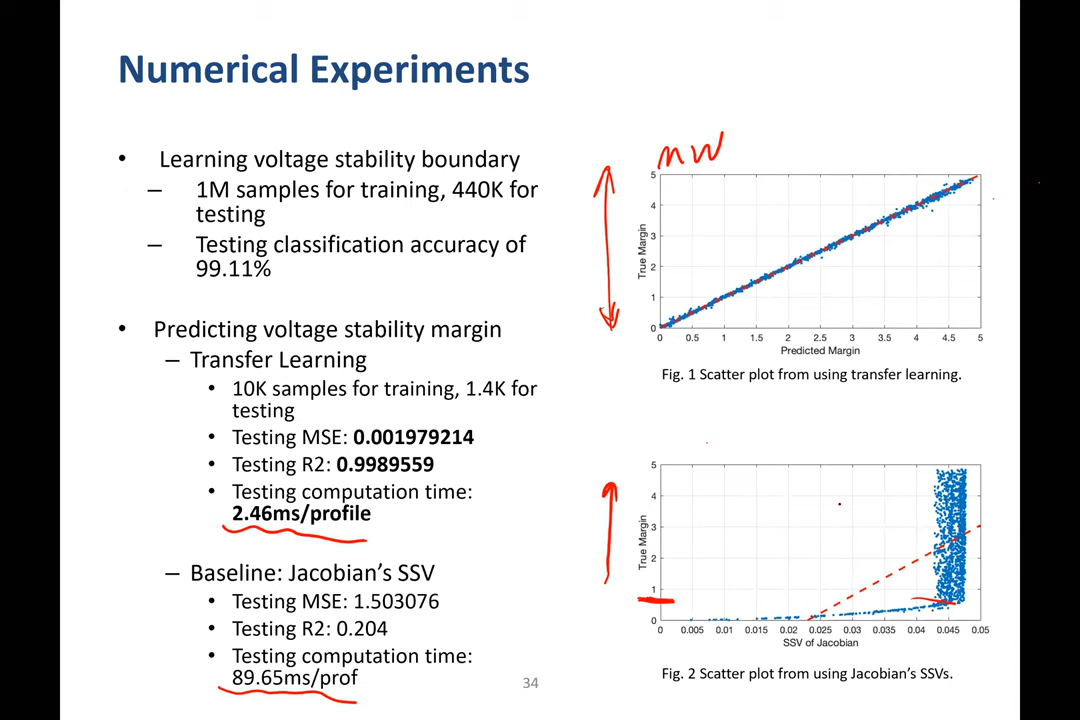 Numerical Experiments
• Learning voltage stability boundary
– 1M samples for training, 440K for
testing
– Testing classification accuracy of
99.11%
• Predicting voltage stability margin
– Transfer Learning
• 10K samples for training, 1.4K for
testing
• Testing MSE: 0.001979214
• Testing R2: 0.9989559
• Testing computation time:
2.46ms/profile
– Baseline: Jacobian's SSV
• Testing MSE: 1.503076
• Testing R2: 0.204
• Testing computation time:
89.65ms/prof
34
MW
5
4
3
2
1
0
True Margin
0 0.5 1 1.5 2 2.5 3 3.5 4 4.5 5
Predicted Margin
Fig. 1 Scatter plot from using transfer learning.
5
4
3
2
1
0
True Margin
0 0.005 0.01 0.015 0.02 0.025 0.03 0.035 0.04 0.045 0.05
SSV of Jacobian
Fig. 2 Scatter plot from using Jacobian's SSVs.